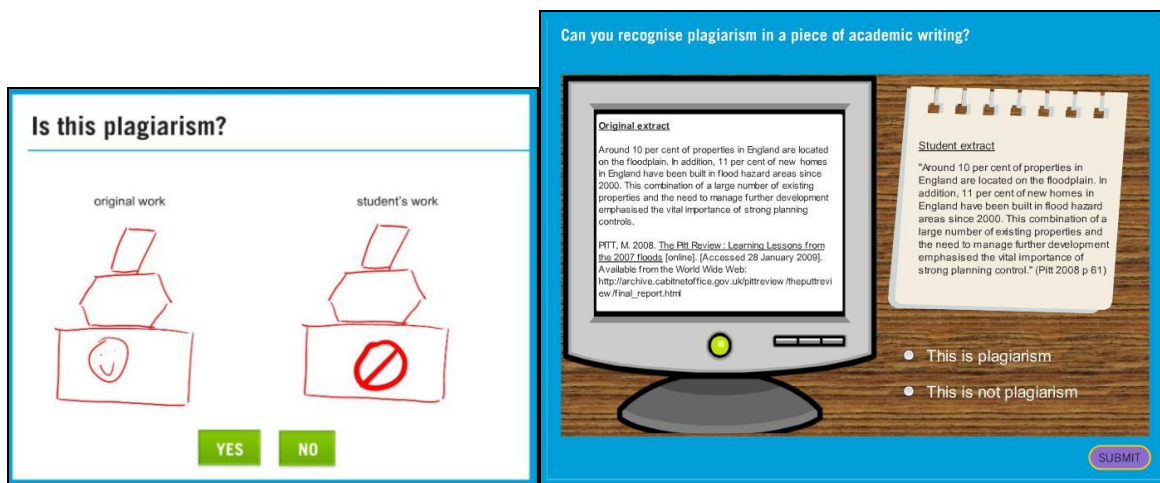 Is this plagiarism?
original work
student's work
YES
NO
Can you recognise plagiarism in a piece of academic writing?
Original extract
Around 10 per cent of properties in England are located
on the floodplain. In addition, 11 per cent of new homes
in England have been built in flood hazard areas since
2000. This combination of a large number of existing
properties and the need to manage further development
emphasised the vital importance of strong planning
controls.
PITT, M. 2008. The Pitt Review : Learning Lessons from
the 2007 floods [online]. [Accessed 28 January 2009].
Available from the World Wide Web:
http://archive.cabitnetoffice.gov.uk/pittreview /theputtrevi
ew /final_report.html
Student extract
"Around 10 per cent of properties in
England are located on the floodplain. In
addition, 11 per cent of new homes in
England have been built in flood hazard
areas since 2000. This combination of a
large number of existing properties and
the need to manage further development
emphasised the vital importance of
strong planning control." (Pitt 2008 p 61)
This is plagiarism
This is not plagiarism
SUBMIT